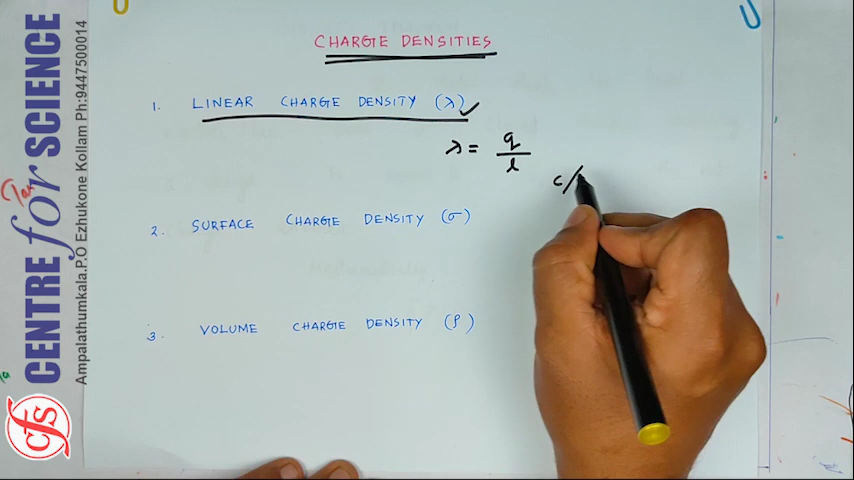 CHARGE DENSITIES
1. LINEAR CHARGE DENSITY (λ) ✓
λ = q/l
C/
2. SURFACE CHARGE DENSITY (σ)
3. VOLUME CHARGE DENSITY (ρ)
CENTRE for SCIENCE
Ampalathumkala.P.O Ezhukone Kollam Ph:9447500014
cfs